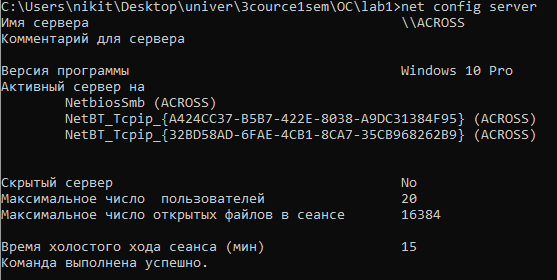 C:\Users\nikit\Desktop\univer\3cource1sem\OC\lab1>net config server
Имя сервера \\ACROSS
Комментарий для сервера
Версия программы Windows 10 Pro
Активный сервер на
NetbiosSmb (ACROSS)
NetBT_Tcpip_{A424CC37-B5B7-422E-8038-A9DC31384F95} (ACROSS)
NetBT_Tcpip_{32BD58AD-6FAE-4CB1-8CA7-35CB968262B9} (ACROSS)
Скрытый сервер No
Максимальное число  пользователей 20
Максимальное число открытых файлов в сеансе 16384
Время холостого хода сеанса (мин) 15
Команда выполнена успешно.